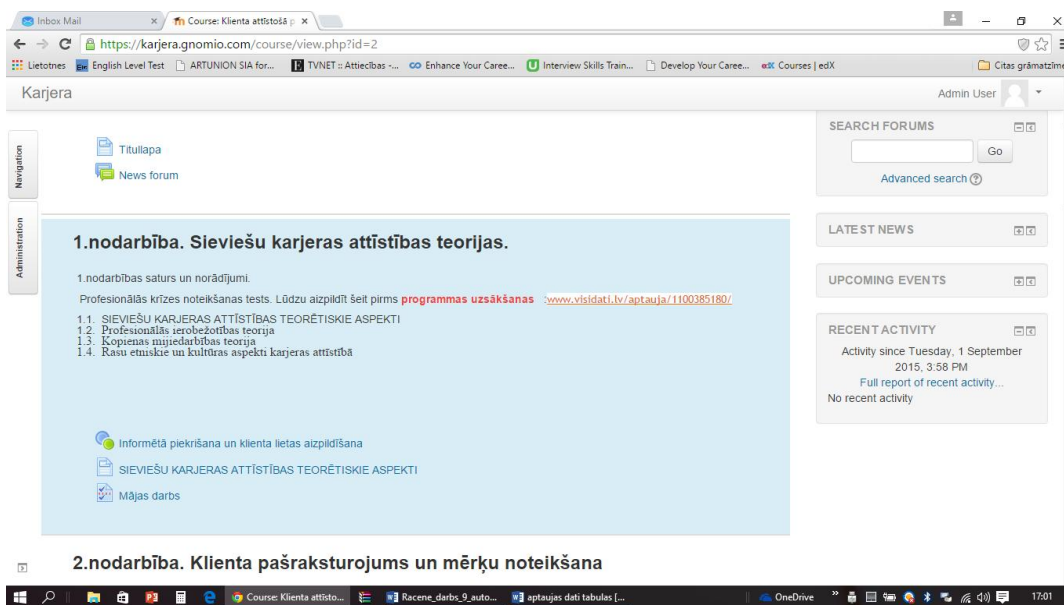 Inbox Mail
Course: Klienta attīstošā p
https://karjera.gnomio.com/course/view.php?id=2
Lietotnes English Level Test ARTUNION SIA for... TVNET :: Attiecības -... Enhance Your Caree... Interview Skills Train... Develop Your Caree... edX Courses | edX Citas grāmatzīme
Karjera Admin User
Navigation
Administration
Titullapa
News forum
1.nodarbība. Sieviešu karjeras attīstības teorijas.
1.nodarbības saturs un norādījumi.
Profesionālās krīzes noteikšanas tests. Lūdzu aizpildīt šeit pirms programmas uzsākšanas :www.visidati.lv/aptauja/1100385180/
1.1. SIEVIEŠU KARJERAS ATTĪSTĪBAS TEORĒTISKIE ASPEKTI
1.2. Profesionālās ierobežotības teorija
1.3. Kopienas mijiedarbības teorija
1.4. Rasu etniskie un kultūras aspekti karjeras attīstībā
Informētā piekrišana un klienta lietas aizpildīšana
SIEVIEŠU KARJERAS ATTĪSTĪBAS TEORĒTISKIE ASPEKTI
Mājas darbs
2.nodarbība. Klienta pašraksturojums un mērķu noteikšana
SEARCH FORUMS
Go
Advanced search
LATEST NEWS
UPCOMING EVENTS
RECENT ACTIVITY
Activity since Tuesday, 1 September
2015, 3:58 PM
Full report of recent activity...
No recent activity
Course: Klienta attīsto... Racene_darbs_9_auto... aptaujas dati tabulas [... OneDrive 17:01